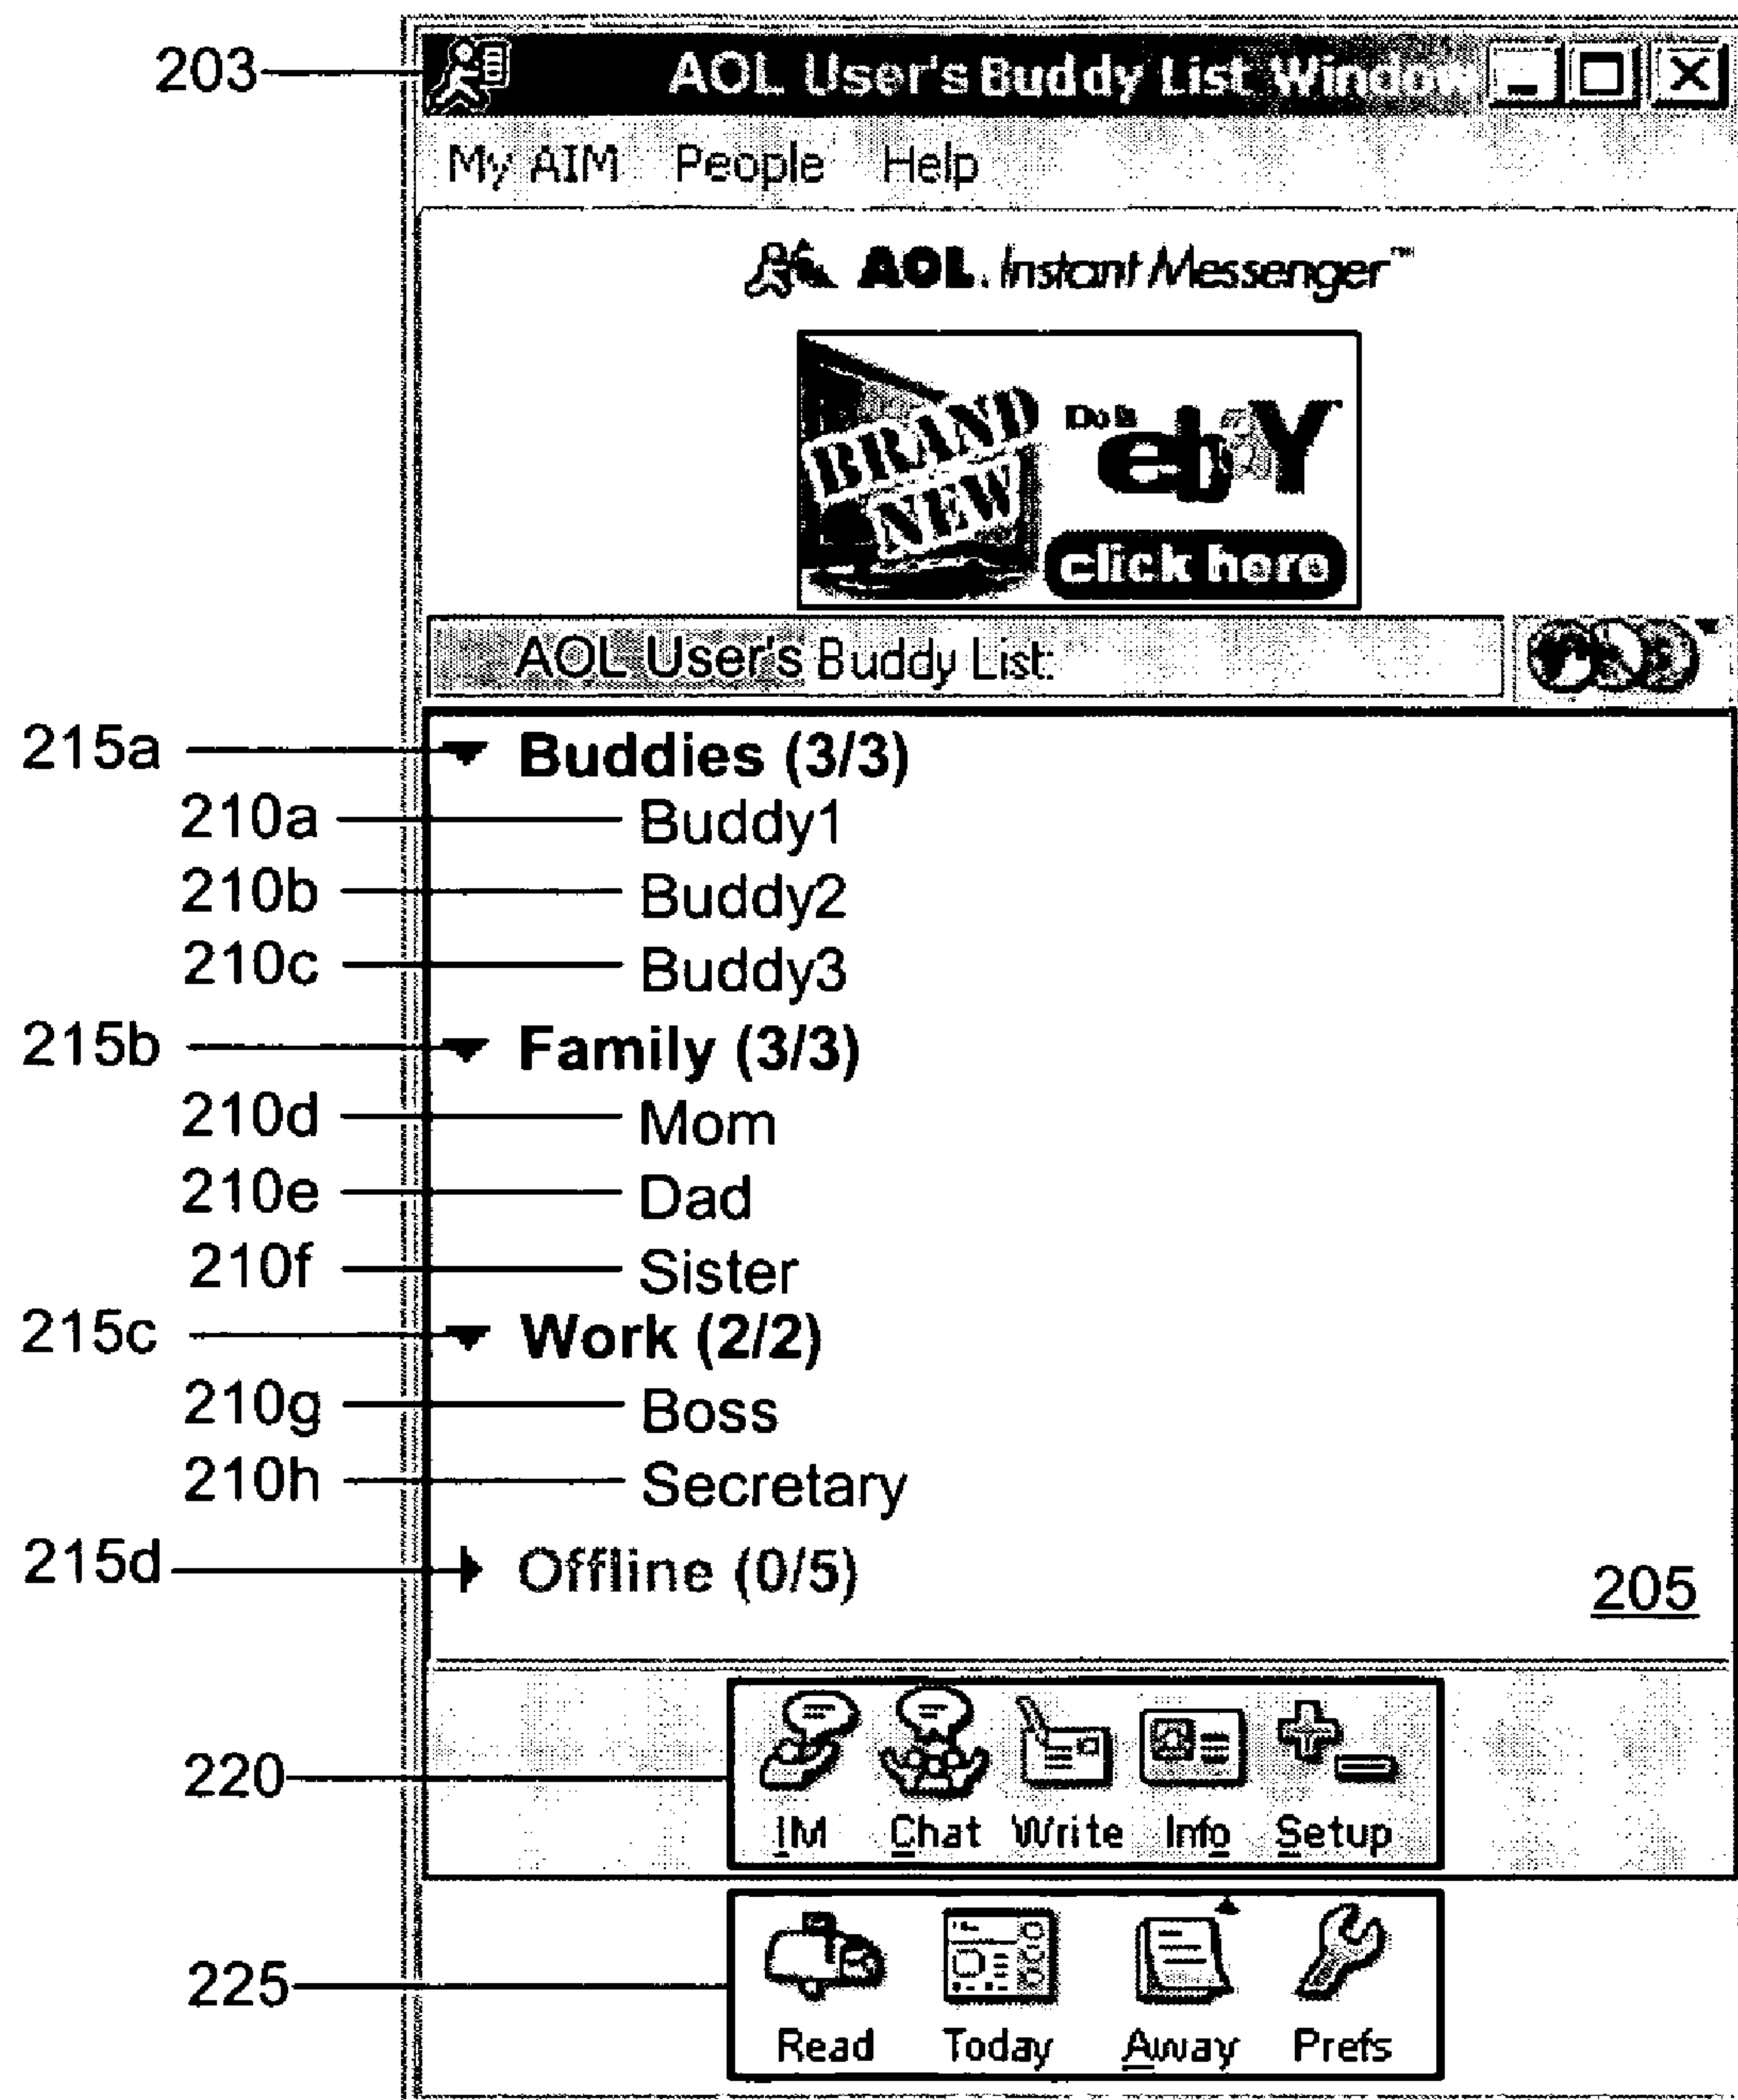 203 AOL User's Buddy List Window
My AIM People Help
AOL Instant Messenger™
BRAND
NEW
Do it
ebY
click here
AOL User's Buddy List:
215a Buddies (3/3)
210a Buddy1
210b Buddy2
210c Buddy3
215b Family (3/3)
210d Mom
210e Dad
210f Sister
215c Work (2/2)
210g Boss
210h Secretary
215d Offline (0/5)
205
220
IM Chat Write Info Setup
225
Read Today Away Prefs